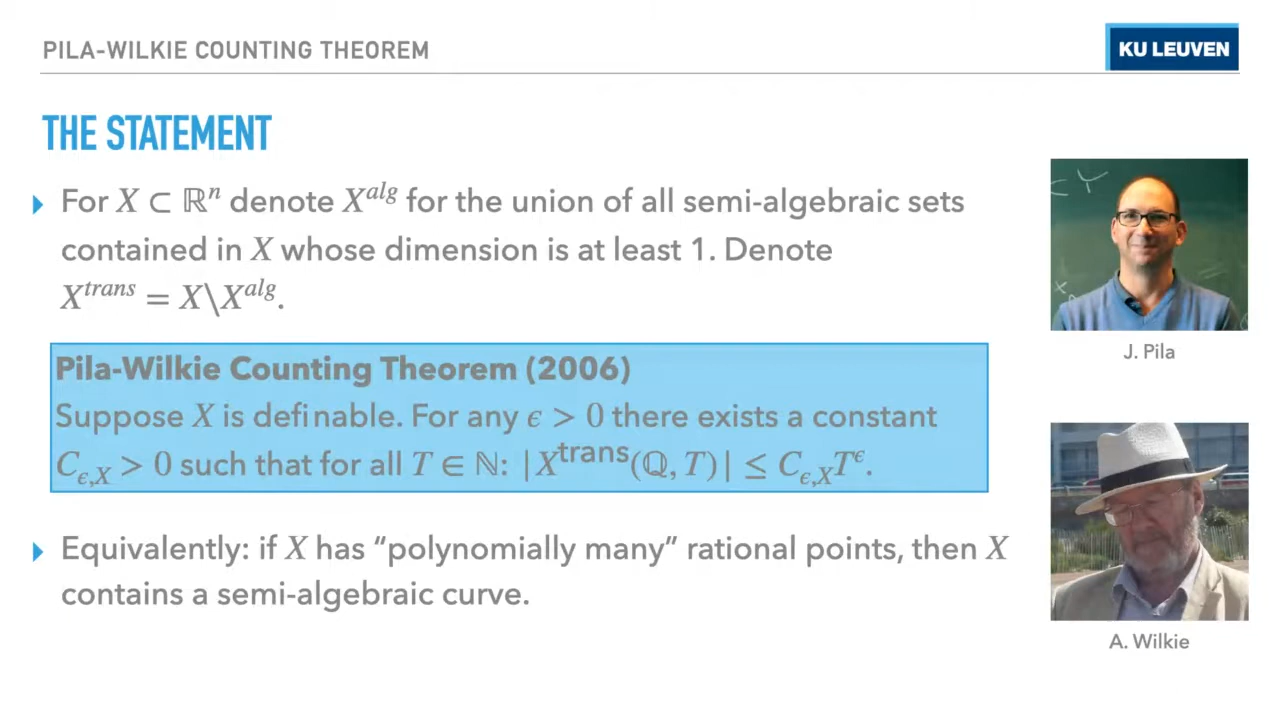 PILA-WILKIE COUNTING THEOREM
KU LEUVEN
THE STATEMENT
For X ⊂ ℝⁿ denote X^{alg} for the union of all semi-algebraic sets
contained in X whose dimension is at least 1. Denote
X^{trans} = X\X^{alg}.
Pila-Wilkie Counting Theorem (2006)
Suppose X is definable. For any ϵ > 0 there exists a constant
C_{ϵ,X} > 0 such that for all T ∈ ℕ: |X^{trans}(ℚ, T)| ≤ C_{ϵ,X}T^{ϵ}.
Equivalently: if X has “polynomially many” rational points, then X
contains a semi-algebraic curve.
J. Pila
A. Wilkie